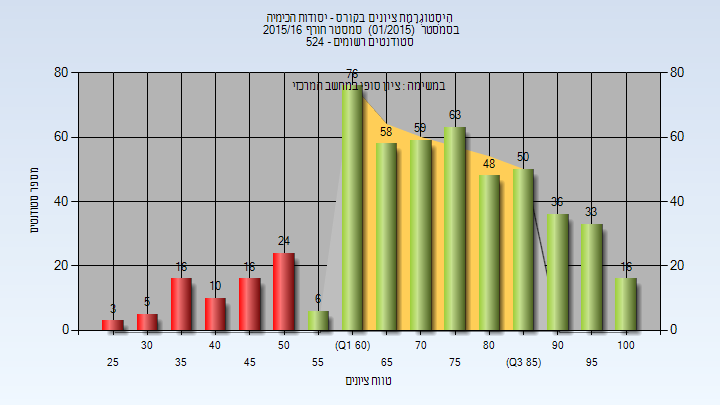 היסטוגרמת ציונים בקורס - יסודות הכימיה
בסמסטר (01/2015) סמסטר חורף 2015/16
סטודנטים רשומים - 524
במשימה : ציון סופי במחשב המרכזי
מספר סטודנטים
80 80
60 60
40 40
20 20
0 0
3 5 16 10 16 24 6 76 58 59 63 48 50 36 33 16
30 40 50 (Q1 60) 70 80 90 100
25 35 45 55 65 75 (Q3 85) 95
טווח ציונים